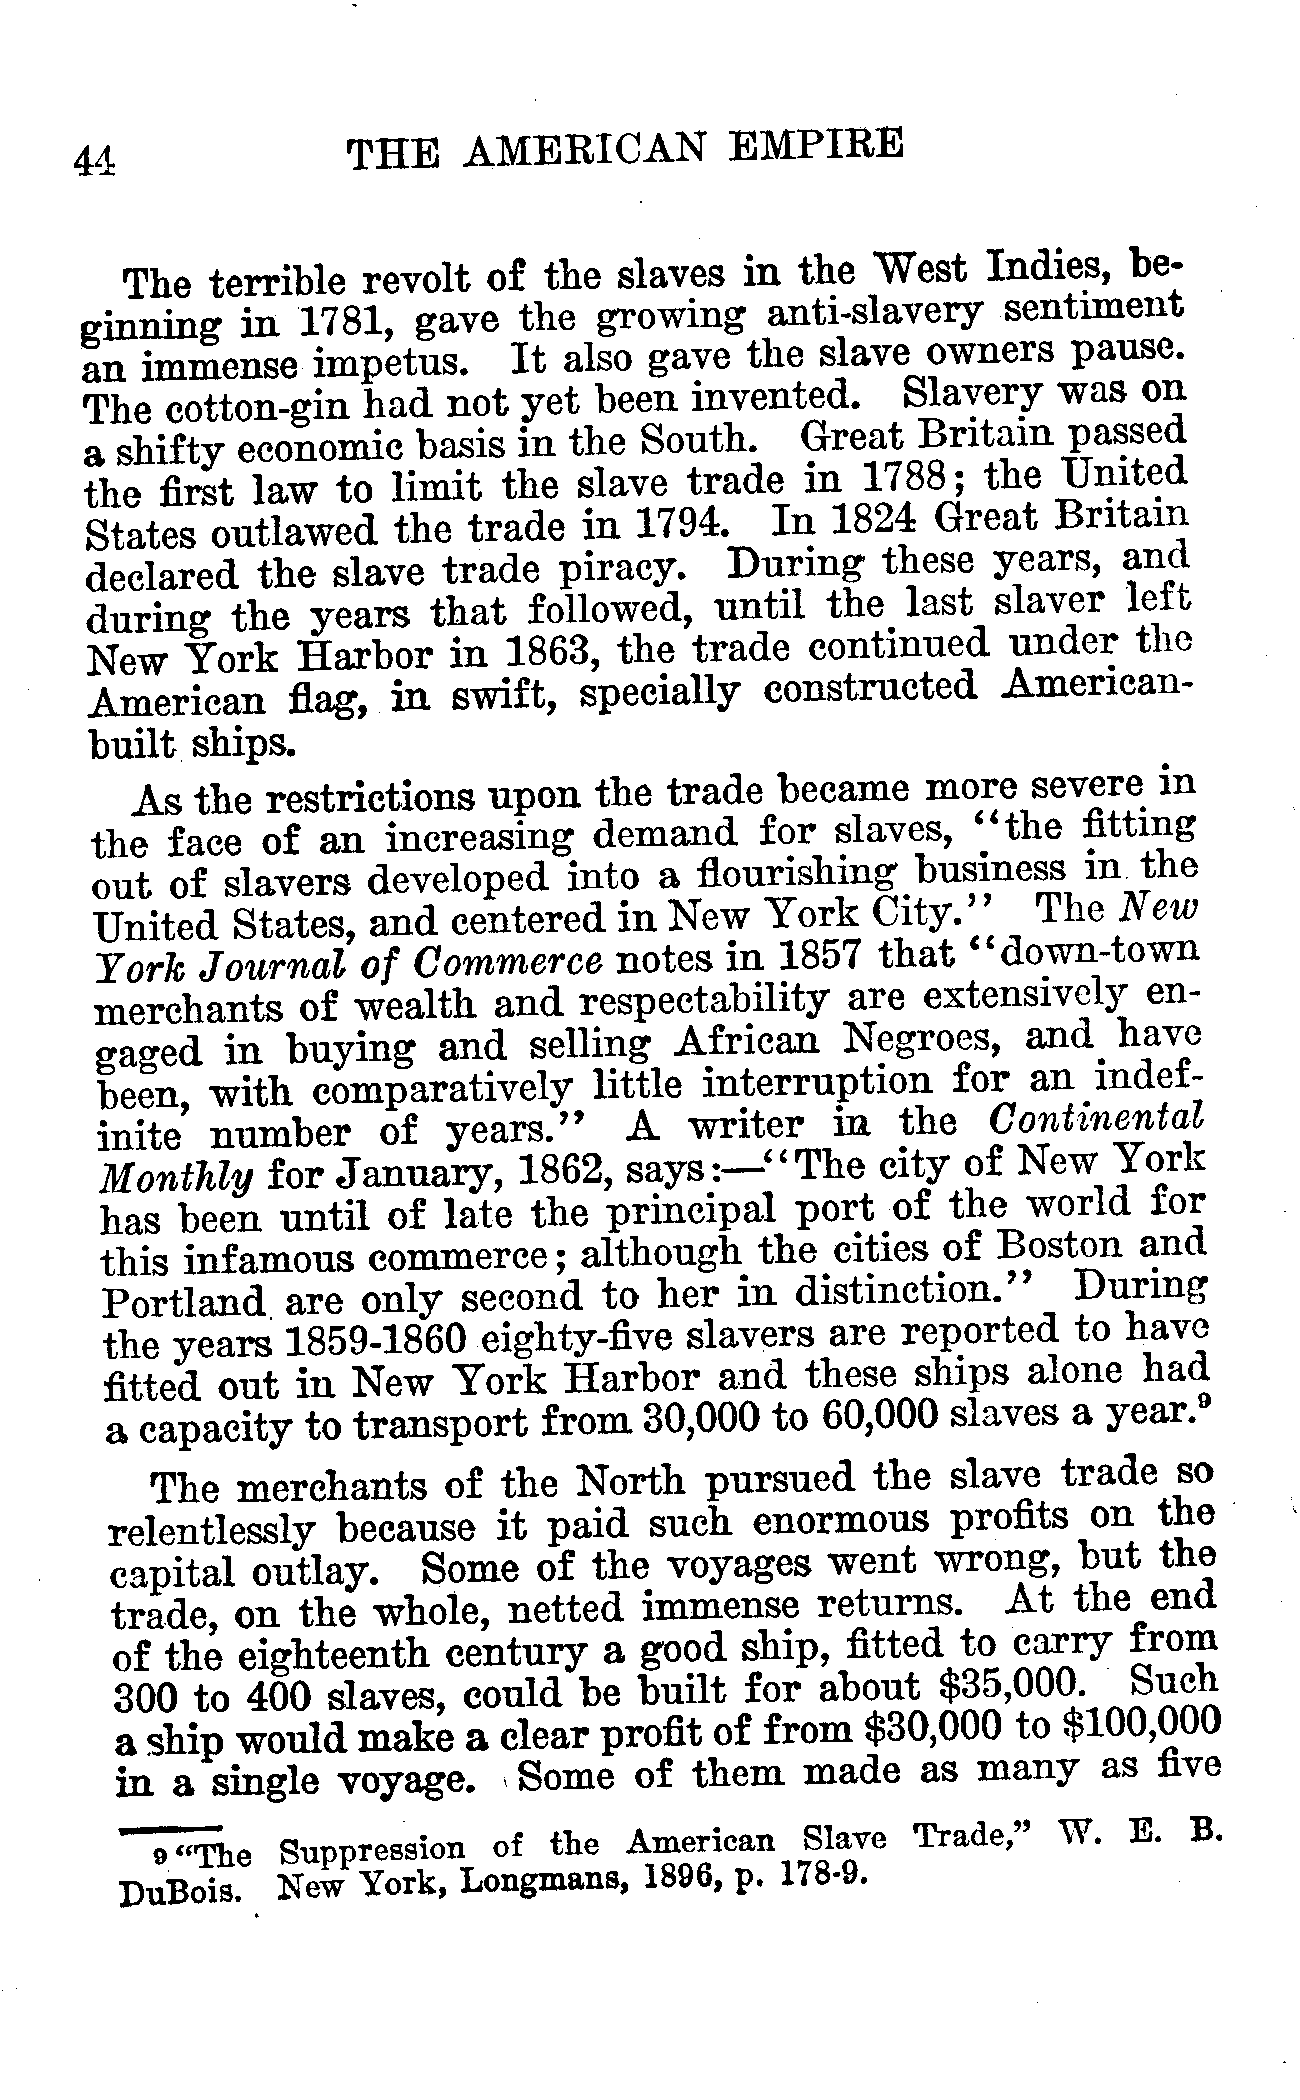 44 THE AMERICAN EMPIRE
The terrible revolt of the slaves in the West Indies, be-
ginning in 1781, gave the growing anti-slavery sentiment
an immense impetus. It also gave the slave owners pause.
The cotton-gin had not yet been invented. Slavery was on
a shifty economic basis in the South. Great Britain passed
the first law to limit the slave trade in 1788; the United
States outlawed the trade in 1794. In 1824 Great Britain
declared the slave trade piracy. During these years, and
during the years that followed, until the last slaver left
New York Harbor in 1863, the trade continued under the
American flag, in swift, specially constructed American-
built ships.
As the restrictions upon the trade became more severe in
the face of an increasing demand for slaves, "the fitting
out of slavers developed into a flourishing business in the
United States, and centered in New York City." The New
York Journal of Commerce notes in 1857 that "down-town
merchants of wealth and respectability are extensively en-
gaged in buying and selling African Negroes, and have
been, with comparatively little interruption for an indef-
inite number of years." A writer in the Continental
Monthly for January, 1862, says:—"The city of New York
has been until of late the principal port of the world for
this infamous commerce; although the cities of Boston and
Portland are only second to her in distinction." During
the years 1859-1860 eighty-five slavers are reported to have
fitted out in New York Harbor and these ships alone had
a capacity to transport from 30,000 to 60,000 slaves a year.⁹
The merchants of the North pursued the slave trade so
relentlessly because it paid such enormous profits on the
capital outlay. Some of the voyages went wrong, but the
trade, on the whole, netted immense returns. At the end
of the eighteenth century a good ship, fitted to carry from
300 to 400 slaves, could be built for about $35,000. Such
a ship would make a clear profit of from $30,000 to $100,000
in a single voyage. Some of them made as many as five
9 "The Suppression of the American Slave Trade," W. E. B.
DuBois. New York, Longmans, 1896, p. 178-9.